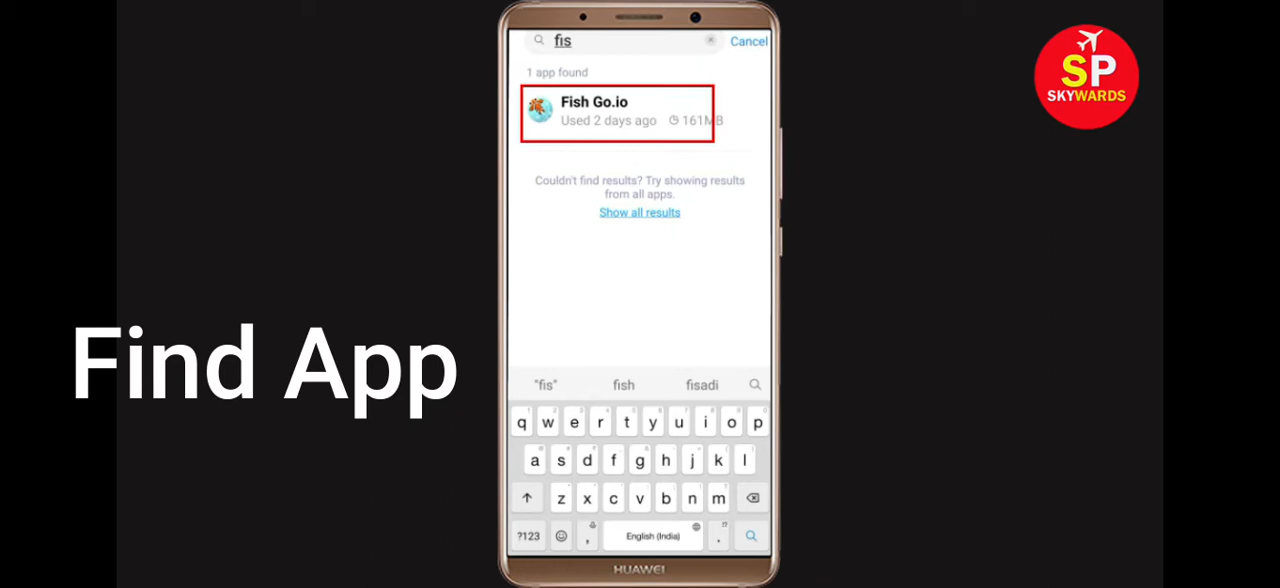 fis
Cancel
1 app found
Fish Go.io
Used 2 days ago 161MB
Couldn't find results? Try showing results
from all apps.
Show all results
Find App
"fis" fish fisadi
q w e r t y u i o p
a s d f g h j k l
z x c v b n m
?123 , English (India) .
HUAWEI
SP
SKYWARDS